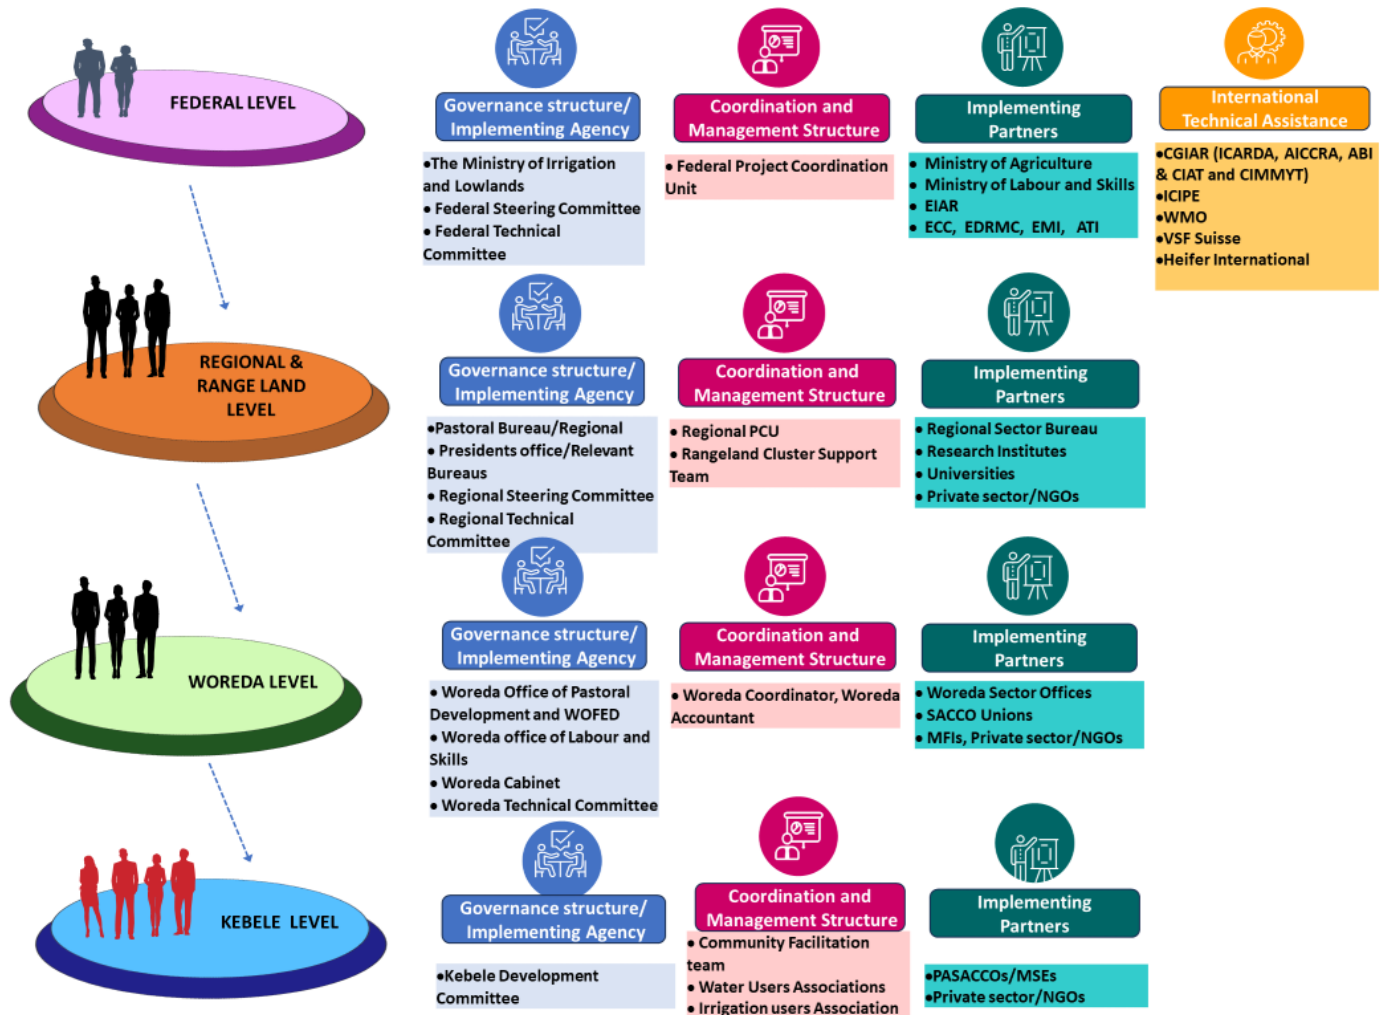 FEDERAL LEVEL
Governance structure/
Implementing Agency
•The Ministry of Irrigation
and Lowlands
• Federal Steering Committee
• Federal Technical
Committee
Coordination and
Management Structure
• Federal Project Coordination
Unit
Implementing
Partners
• Ministry of Agriculture
• Ministry of Labour and Skills
• EIAR
• ECC, EDRMC, EMI, ATI
International
Technical Assistance
•CGIAR (ICARDA, AICCRA, ABI
& CIAT and CIMMYT)
•ICIPE
•WMO
•VSF Suisse
•Heifer International
REGIONAL &
RANGE LAND
LEVEL
Governance structure/
Implementing Agency
•Pastoral Bureau/Regional
• Presidents office/Relevant
Bureaus
• Regional Steering Committee
• Regional Technical
Committee
Coordination and
Management Structure
• Regional PCU
• Rangeland Cluster Support
Team
Implementing
Partners
• Regional Sector Bureau
• Research Institutes
• Universities
• Private sector/NGOs
WOREDA LEVEL
Governance structure/
Implementing Agency
• Woreda Office of Pastoral
Development and WOFED
• Woreda office of Labour and
Skills
• Woreda Cabinet
• Woreda Technical Committee
Coordination and
Management Structure
• Woreda Coordinator, Woreda
Accountant
Implementing
Partners
• Woreda Sector Offices
• SACCO Unions
• MFIs, Private sector/NGOs
KEBELE LEVEL
Governance structure/
Implementing Agency
•Kebele Development
Committee
Coordination and
Management Structure
• Community Facilitation
team
• Water Users Associations
• Irrigation users Association
Implementing
Partners
•PASACCOs/MSEs
•Private sector/NGOs